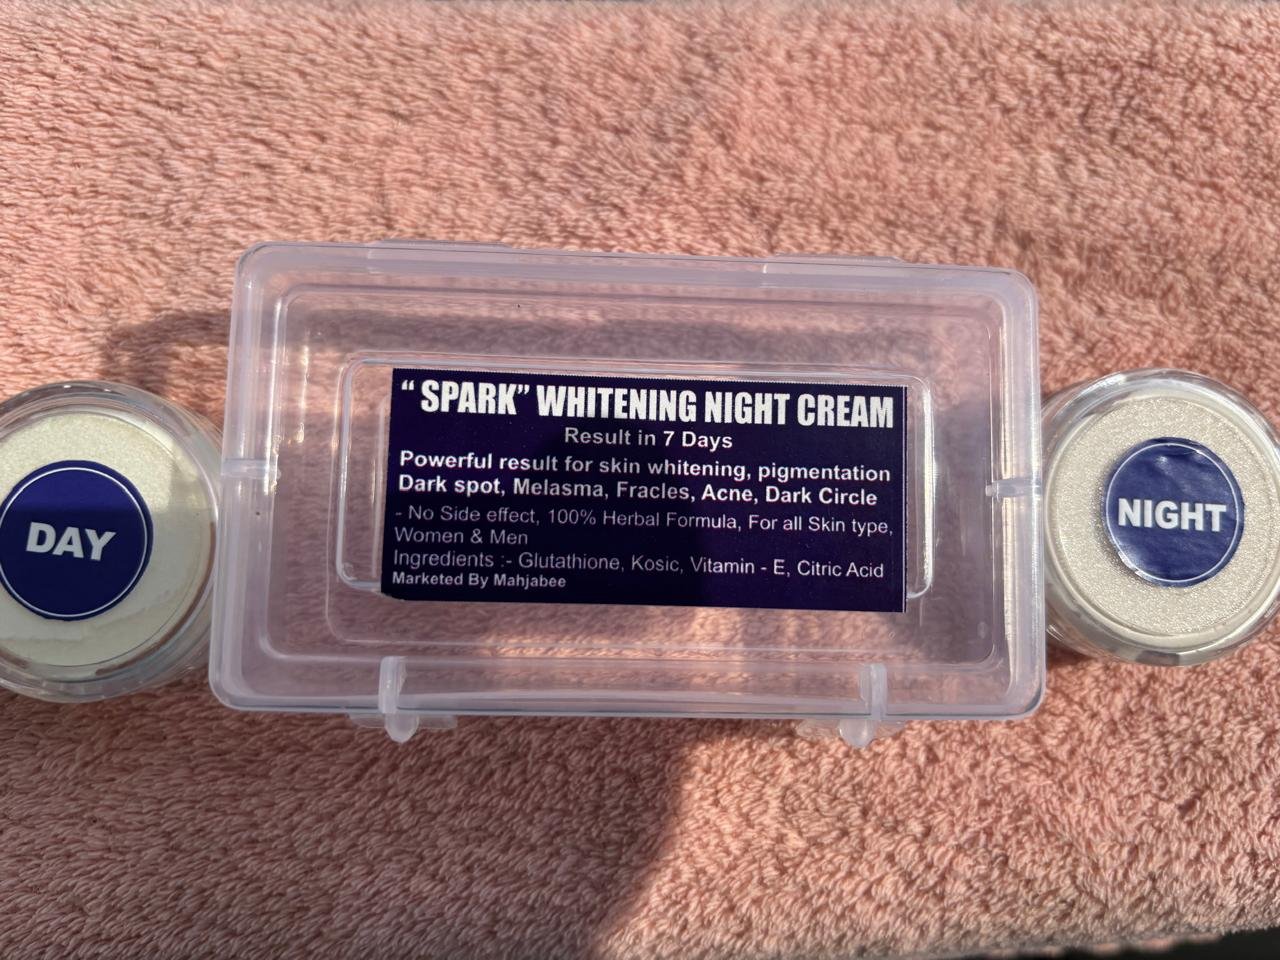 DAY
“ SPARK” WHITENING NIGHT CREAM
Result in 7 Days
Powerful result for skin whitening, pigmentation
Dark spot, Melasma, Fracles, Acne, Dark Circle
- No Side effect, 100% Herbal Formula, For all Skin type,
Women & Men
Ingredients :- Glutathione, Kosic, Vitamin - E, Citric Acid
Marketed By Mahjabee
NIGHT